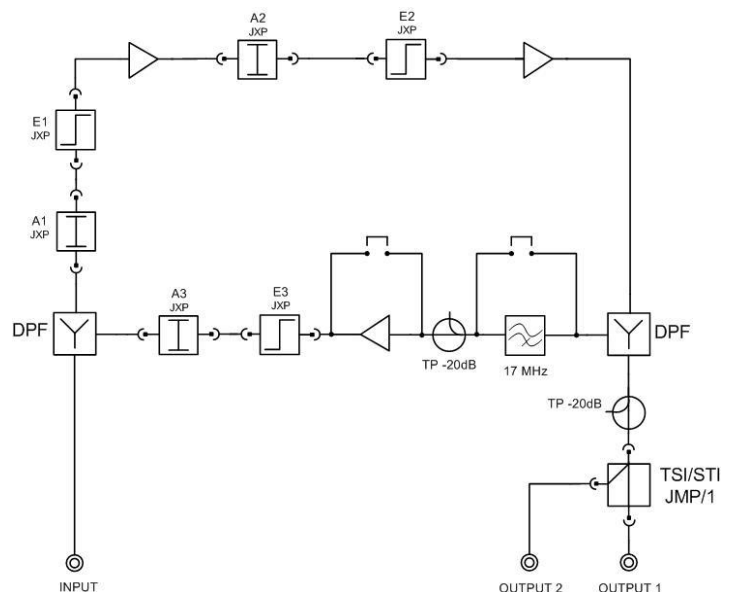 A2
JXP
E2
JXP
E1
JXP
A1
JXP
A3
JXP
E3
JXP
DPF
DPF
TP -20dB
17 MHz
TP -20dB
TSI/STI
JMP/1
INPUT
OUTPUT 2
OUTPUT 1